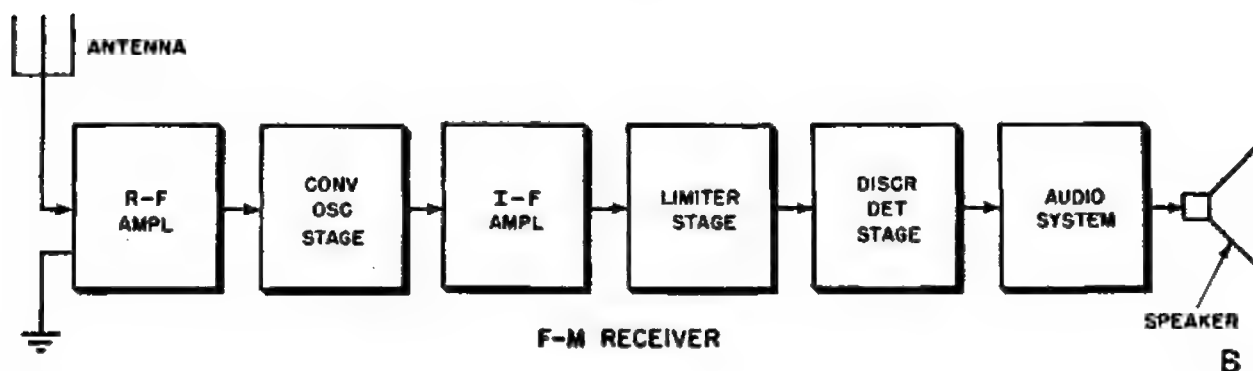 ANTENNA
R-F
AMPL
CONV
OSC
STAGE
I-F
AMPL
LIMITER
STAGE
DISCR
DET
STAGE
AUDIO
SYSTEM
SPEAKER
F-M RECEIVER
B